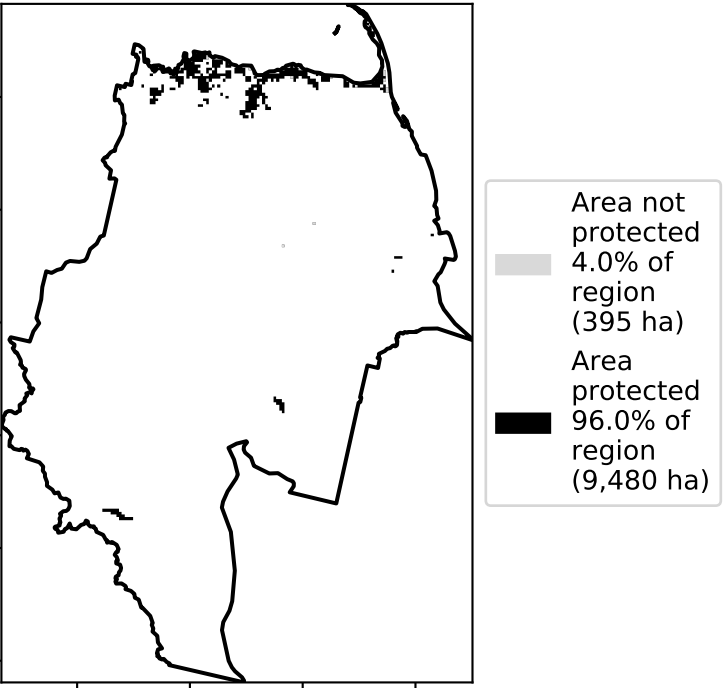 Area not
protected
4.0% of
region
(395 ha)
Area
protected
96.0% of
region
(9,480 ha)